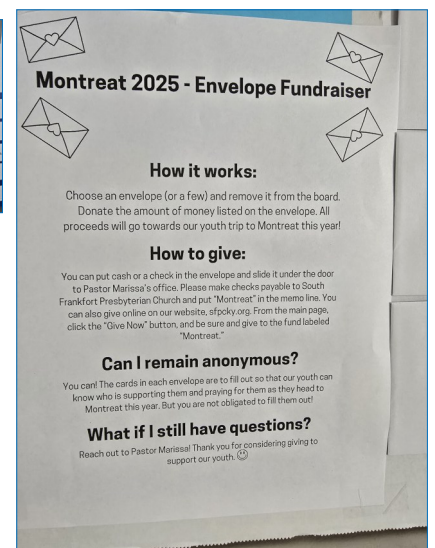 Montreat 2025 - Envelope Fundraiser
How it works:
Choose an envelope (or a few) and remove it from the board.
Donate the amount of money listed on the envelope. All
proceeds will go towards our youth trip to Montreat this year!
How to give:
You can put cash or a check in the envelope and slide it under the door
to Pastor Marissa's office. Please make checks payable to South
Frankfort Presbyterian Church and put "Montreat" in the memo line. You
can also give online on our website, sfpcky.org. From the main page,
click the "Give Now" button, and be sure and give to the fund labeled
"Montreat."
Can I remain anonymous?
You can! The cards in each envelope are to fill out so that our youth can
know who is supporting them and praying for them as they head to
Montreat this year. But you are not obligated to fill them out!
What if I still have questions?
Reach out to Pastor Marissa! Thank you for considering giving to
support our youth. ☺